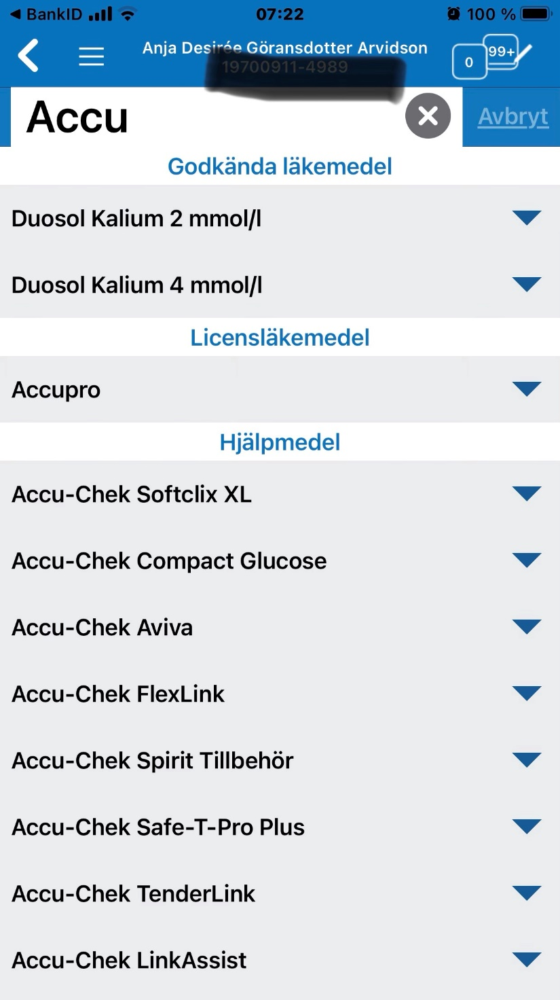 BankID 07:22 100 %
Anja Desirée Göransdotter Arvidson
0 99+
Accu Avbryt
Godkända läkemedel
Duosol Kalium 2 mmol/l
Duosol Kalium 4 mmol/l
Licensläkemedel
Accupro
Hjälpmedel
Accu-Chek Softclix XL
Accu-Chek Compact Glucose
Accu-Chek Aviva
Accu-Chek FlexLink
Accu-Chek Spirit Tillbehör
Accu-Chek Safe-T-Pro Plus
Accu-Chek TenderLink
Accu-Chek LinkAssist